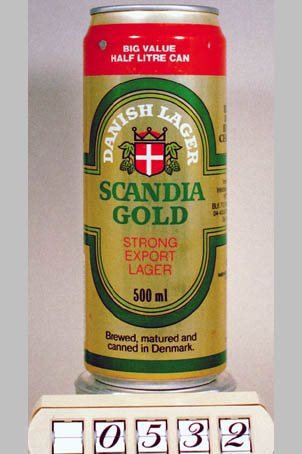 BIG VALUE
HALF LITRE CAN
DANISH LAGER
SCANDIA
GOLD
STRONG
EXPORT
LAGER
500 ml
Brewed, matured and
canned in Denmark.
0532